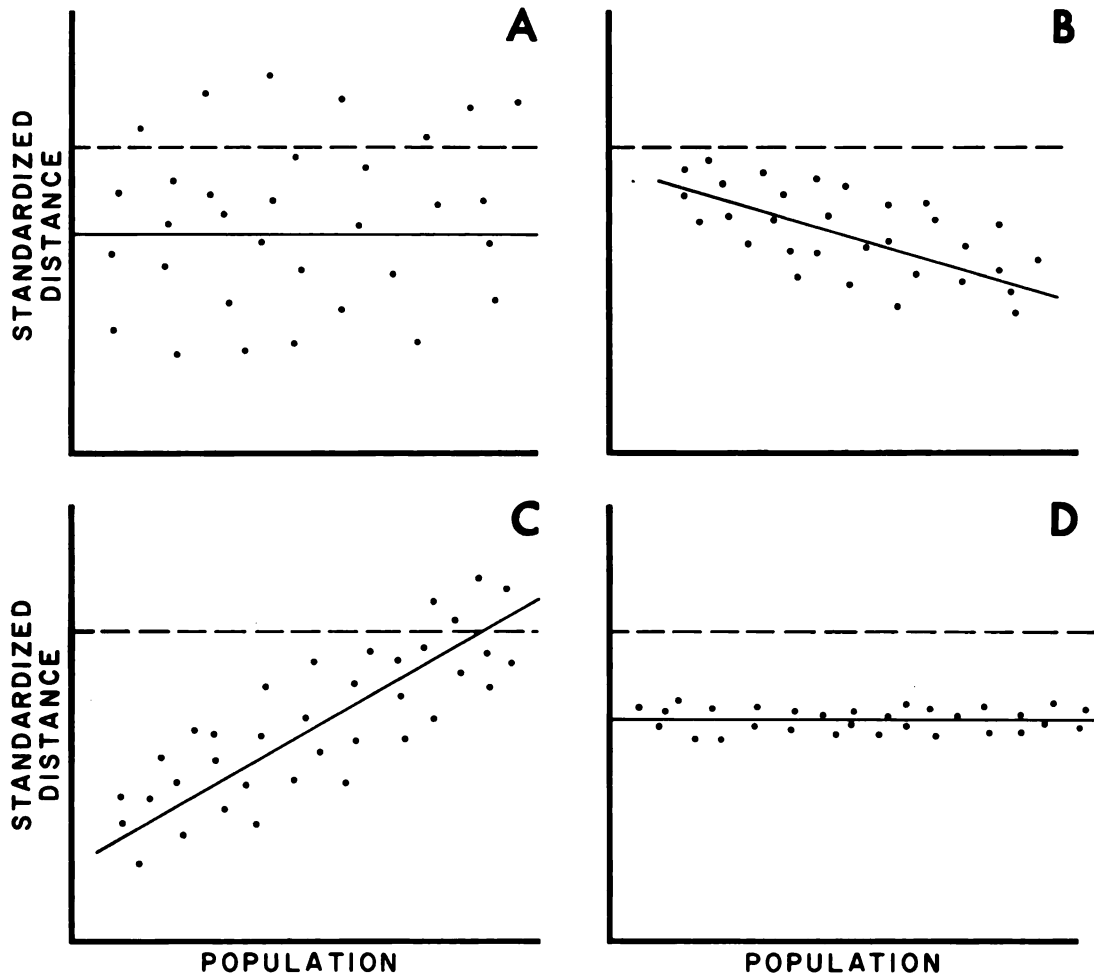 A
B
STANDARDIZED
DISTANCE
C
D
STANDARDIZED
DISTANCE
POPULATION
POPULATION